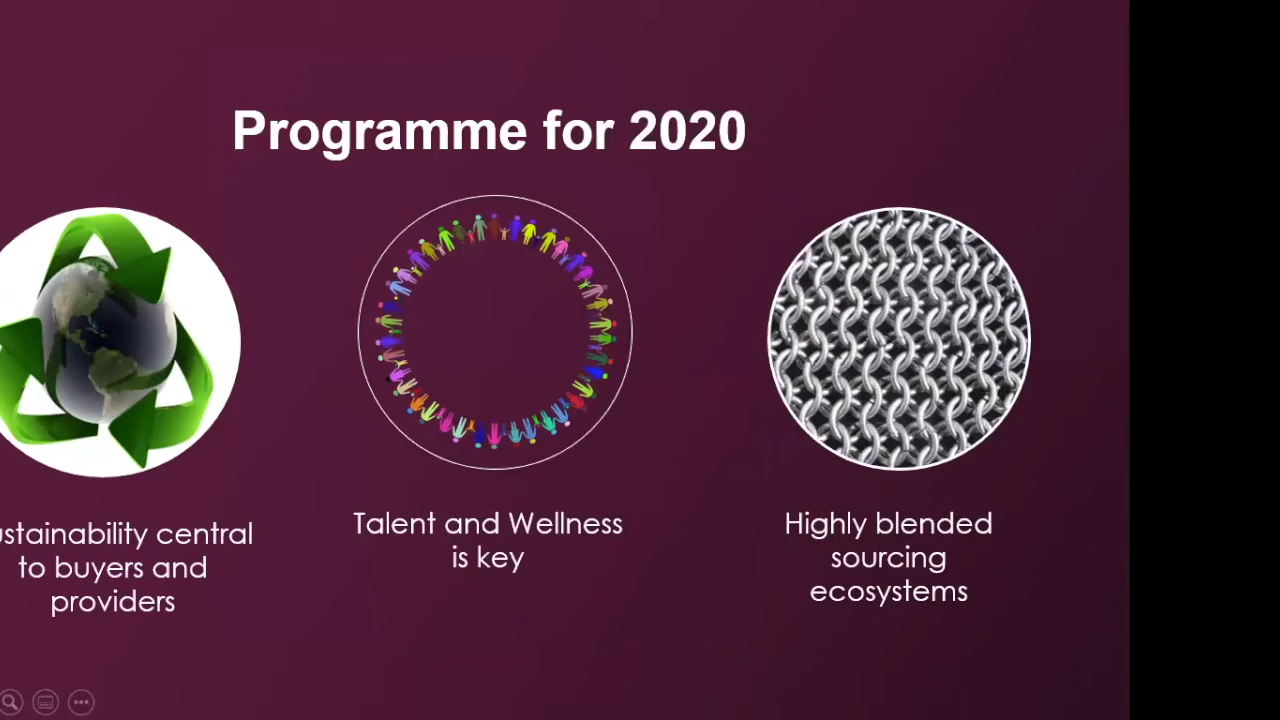 Programme for 2020
ustainability central
to buyers and
providers
Talent and Wellness
is key
Highly blended
sourcing
ecosystems